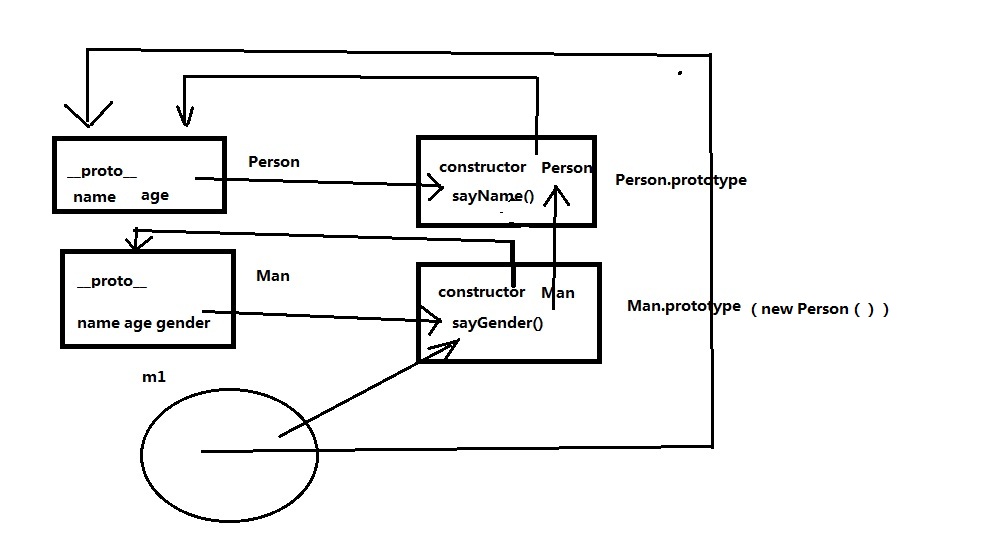 Person
__proto__
name age
constructor Person
sayName()
Person.prototype
Man
__proto__
name age gender
constructor Man
sayGender()
Man.prototype （new Person（））
m1